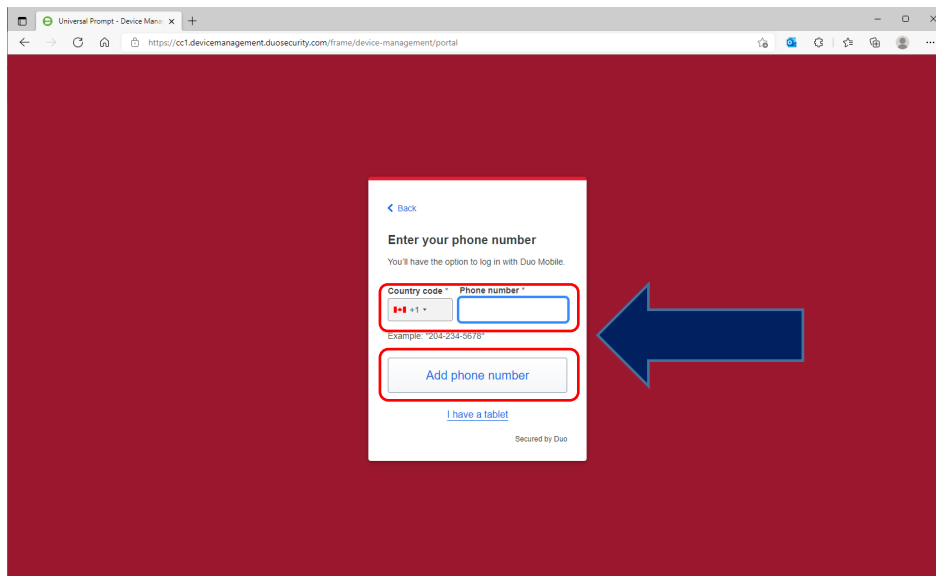 Universal Prompt - Device Mana
https://cc1.devicemanagement.duosecurity.com/frame/device-management/portal
Back
Enter your phone number
You'll have the option to log in with Duo Mobile.
Country code * Phone number *
+1
Example: "204-234-5678"
Add phone number
I have a tablet
Secured by Duo